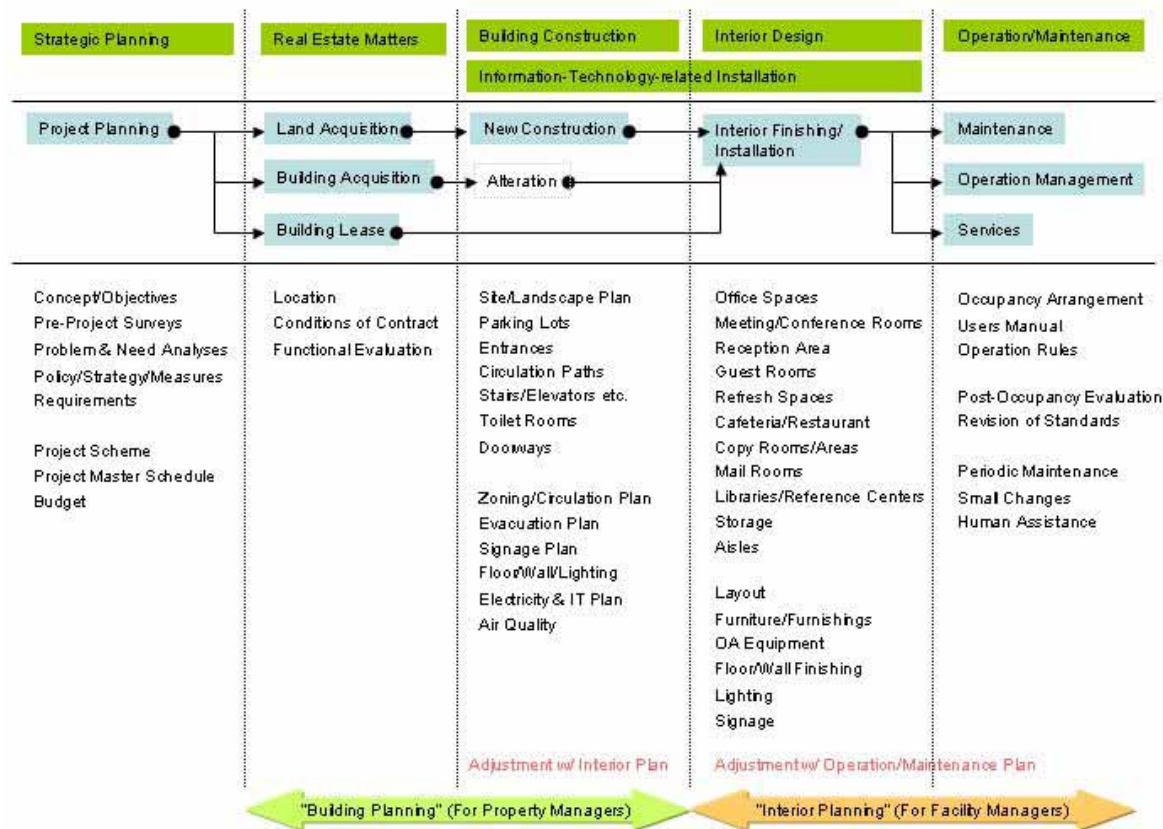 Strategic Planning
Real Estate Matters
Building Construction
Interior Design
Operation/Maintenance
Information-Technology-related Installation
Project Planning
Land Acquisition
New Construction
Interior Finishing/
Installation
Maintenance
Building Acquisition
Alteration
Operation Management
Building Lease
Services
Concept/Objectives
Pre-Project Surveys
Problem & Need Analyses
Policy/Strategy/Measures
Requirements
Project Scheme
Project Master Schedule
Budget
Location
Conditions of Contract
Functional Evaluation
Site/Landscape Plan
Parking Lots
Entrances
Circulation Paths
Stairs/Elevators etc.
Toilet Rooms
Doorways
Zoning/Circulation Plan
Evacuation Plan
Signage Plan
Floor/Wall/Lighting
Electricity & IT Plan
Air Quality
Adjustment w/ Interior Plan
Office Spaces
Meeting/Conference Rooms
Reception Area
Guest Rooms
Refresh Spaces
Cafeteria/Restaurant
Copy Rooms/Areas
Mail Rooms
Libraries/Reference Centers
Storage
Aisles
Layout
Furniture/Furnishings
OA Equipment
Floor/Wall Finishing
Lighting
Signage
Adjustment w/ Operation/Maintenance Plan
Occupancy Arrangement
Users Manual
Operation Rules
Post-Occupancy Evaluation
Revision of Standards
Periodic Maintenance
Small Changes
Human Assistance
"Building Planning" (For Property Managers)
"Interior Planning" (For Facility Managers)